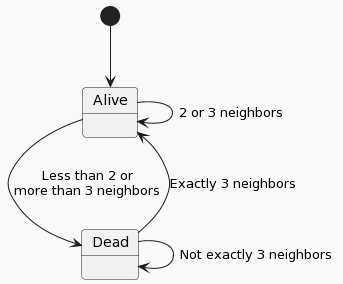 Alive
2 or 3 neighbors
Less than 2 or
more than 3 neighbors
Exactly 3 neighbors
Dead
Not exactly 3 neighbors